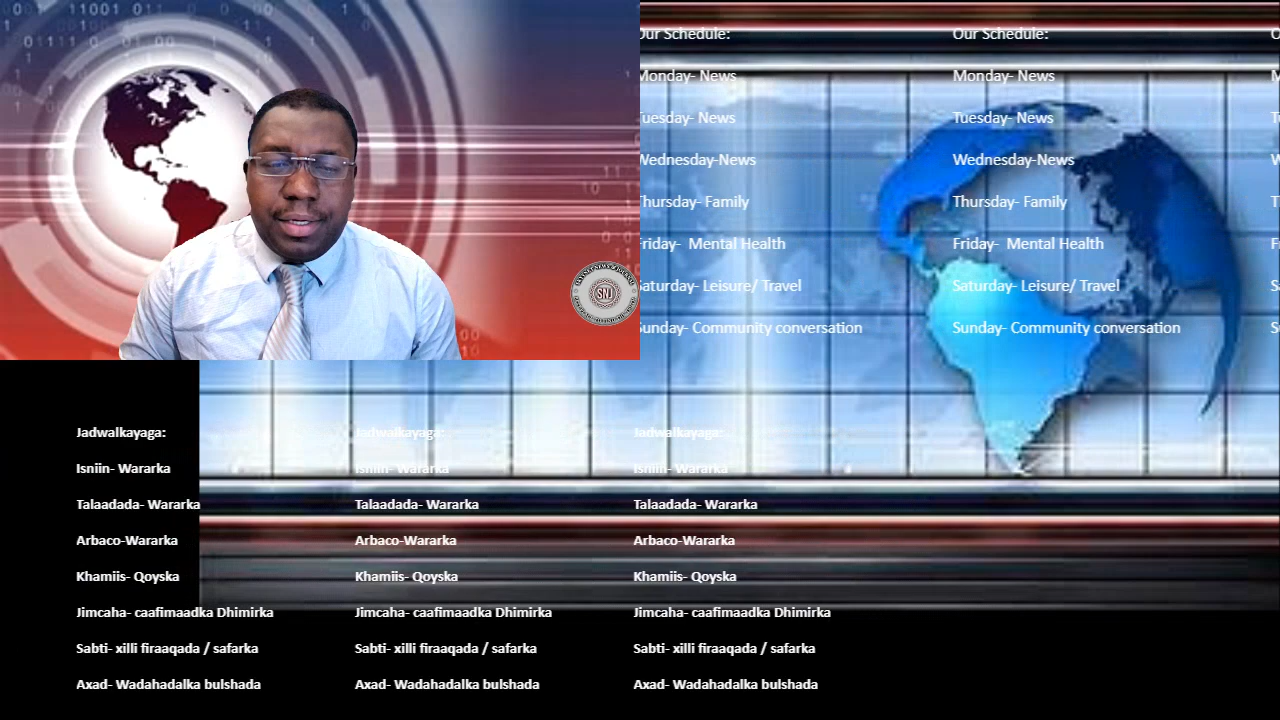 Our Schedule:
Monday- News
Tuesday- News
Wednesday-News
Thursday- Family
Friday-  Mental Health
Saturday- Leisure/ Travel
Sunday- Community conversation
Our Schedule:
Monday- News
Tuesday- News
Wednesday-News
Thursday- Family
Friday-  Mental Health
Saturday- Leisure/ Travel
Sunday- Community conversation
SNJ
Jadwalkayaga:
Isniin- Wararka
Talaadada- Wararka
Arbaco-Wararka
Khamiis- Qoyska
Jimcaha- caafimaadka Dhimirka
Sabti- xilli firaaqada / safarka
Axad- Wadahadalka bulshada
Jadwalkayaga:
Isniin- Wararka
Talaadada- Wararka
Arbaco-Wararka
Khamiis- Qoyska
Jimcaha- caafimaadka Dhimirka
Sabti- xilli firaaqada / safarka
Axad- Wadahadalka bulshada
Jadwalkayaga:
Isniin- Wararka
Talaadada- Wararka
Arbaco-Wararka
Khamiis- Qoyska
Jimcaha- caafimaadka Dhimirka
Sabti- xilli firaaqada / safarka
Axad- Wadahadalka bulshada